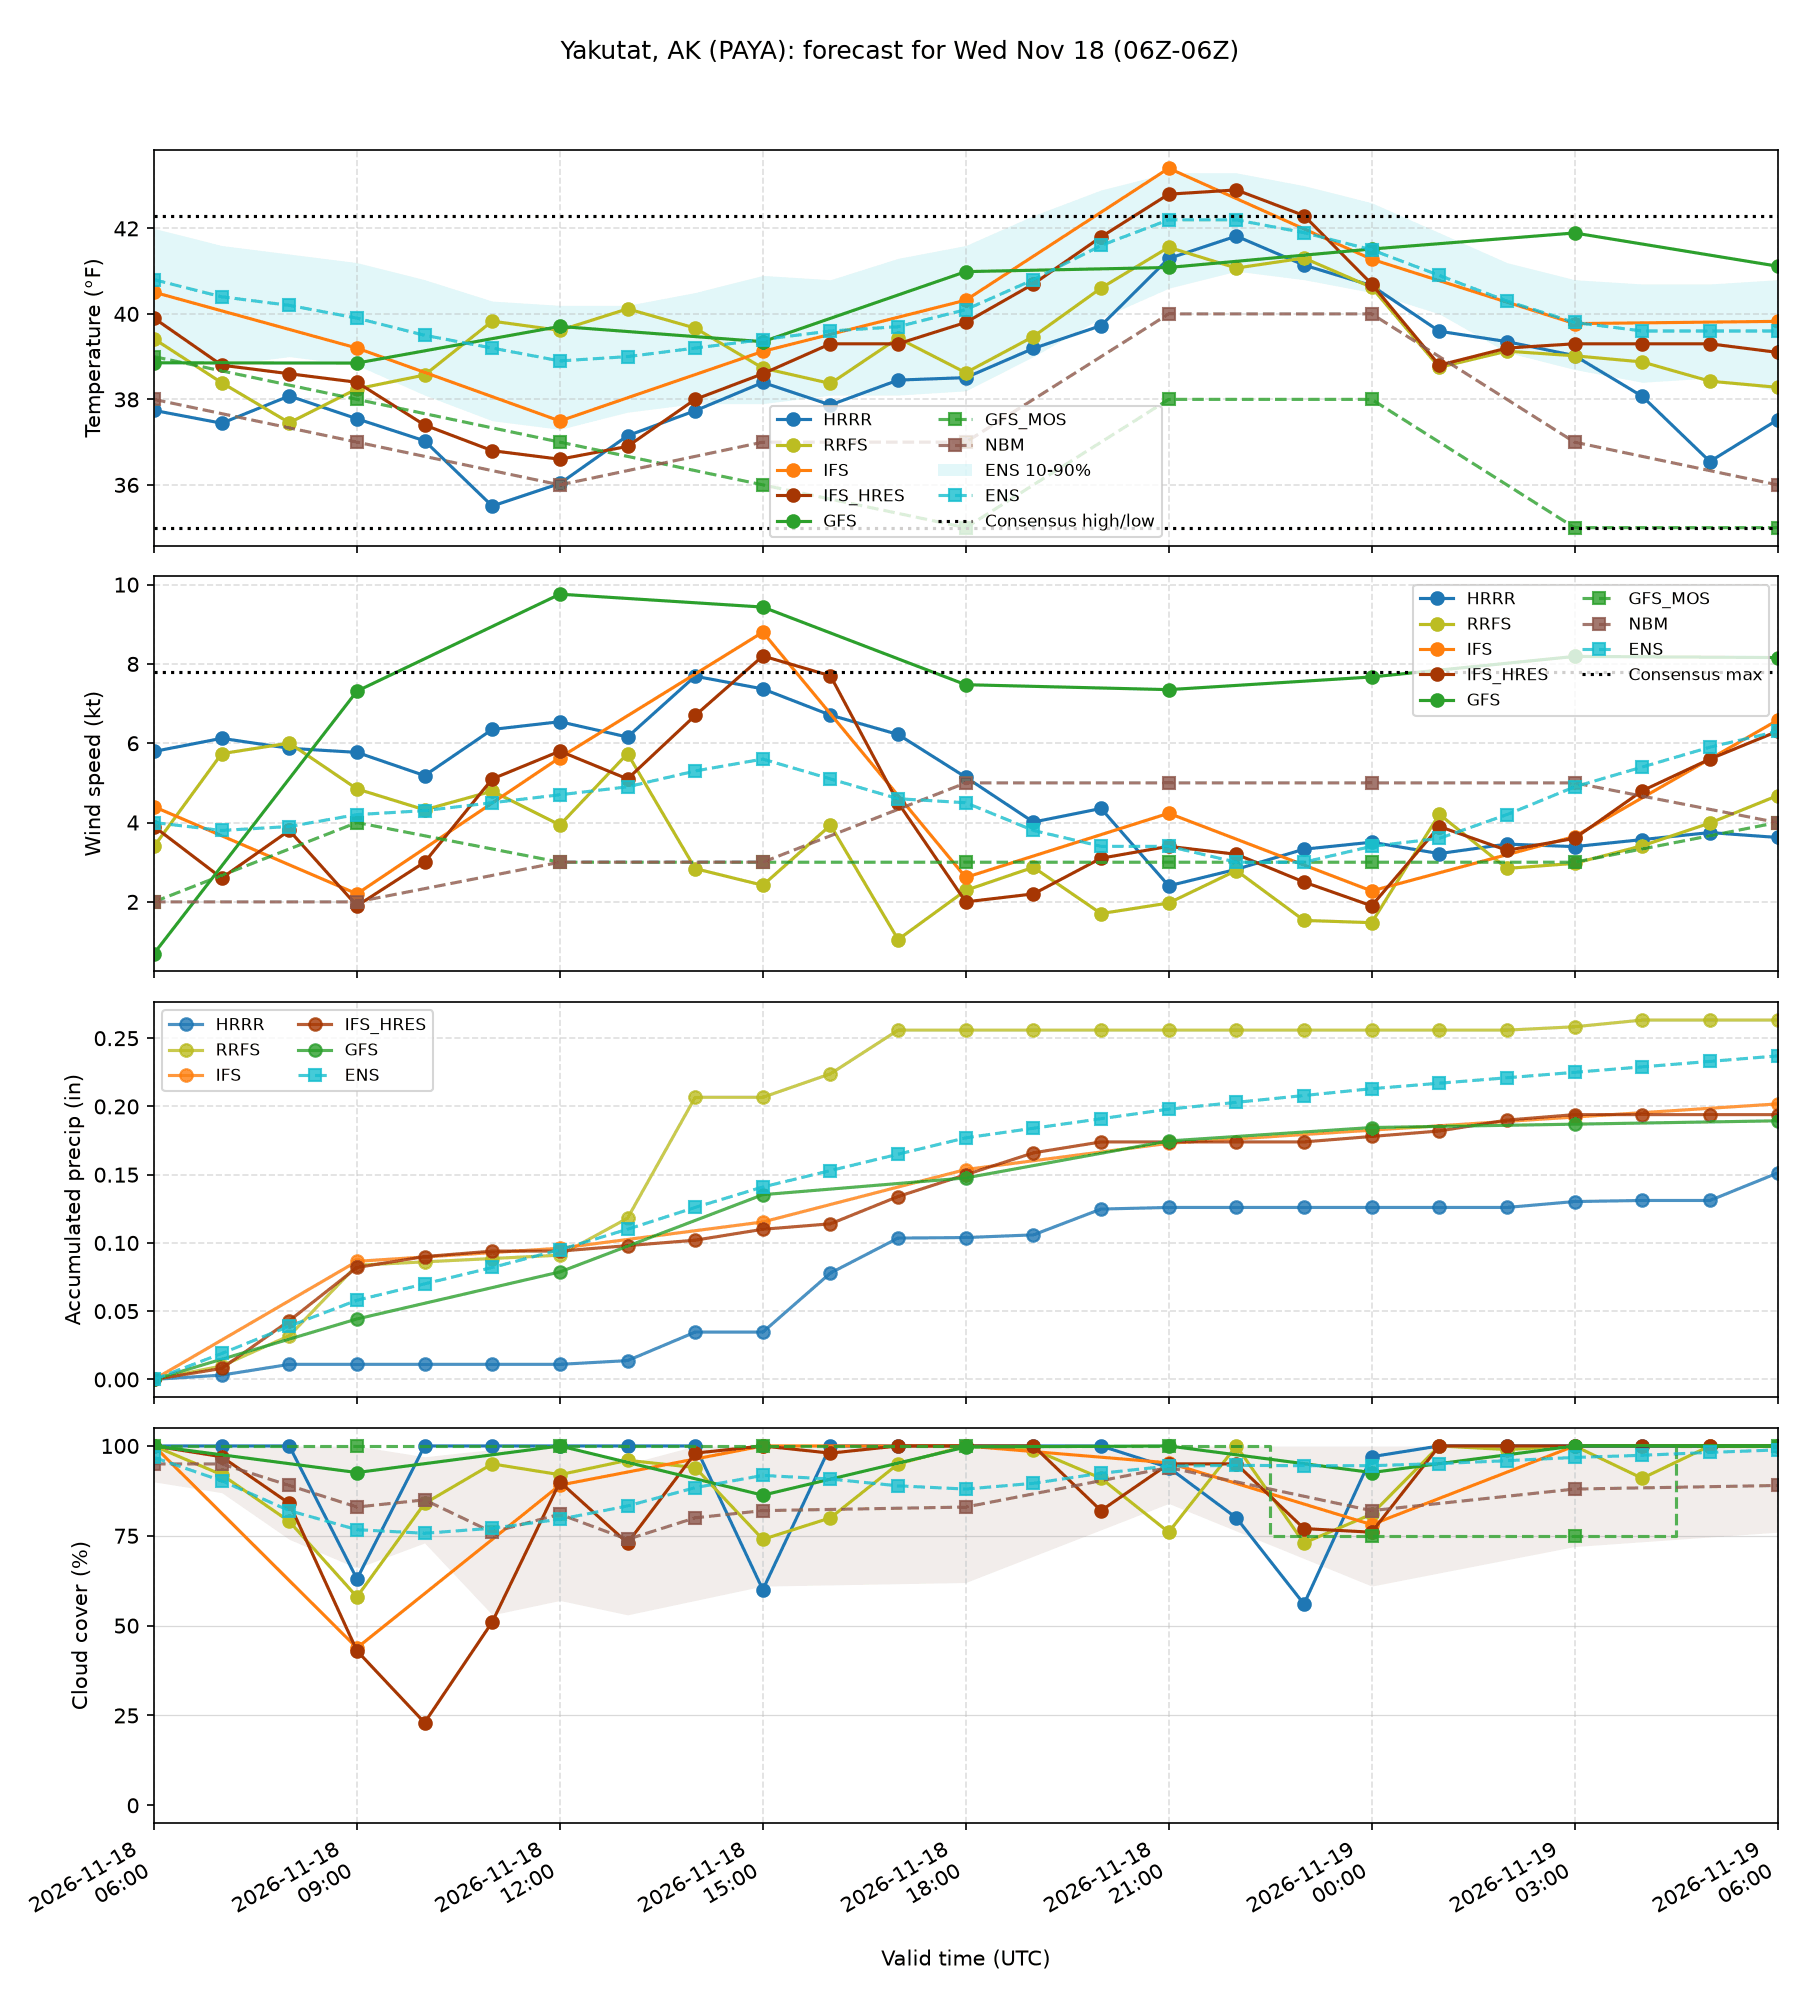 Yakutat, AK (PAYA): forecast for Wed Nov 18 (06Z-06Z)
Temperature (°F)
42
40
38
36
HRRR
RRFS
IFS
IFS_HRES
GFS
GFS_MOS
NBM
ENS 10-90%
ENS
Consensus high/low
Wind speed (kt)
10
8
6
4
2
HRRR
RRFS
IFS
IFS_HRES
GFS
GFS_MOS
NBM
ENS
Consensus max
Accumulated precip (in)
0.25
0.20
0.15
0.10
0.05
0.00
HRRR
RRFS
IFS
IFS_HRES
GFS
ENS
Cloud cover (%)
100
75
50
25
0
2026-11-18
06:00
2026-11-18
09:00
2026-11-18
12:00
2026-11-18
15:00
2026-11-18
18:00
2026-11-18
21:00
2026-11-19
00:00
2026-11-19
03:00
2026-11-19
06:00
Valid time (UTC)